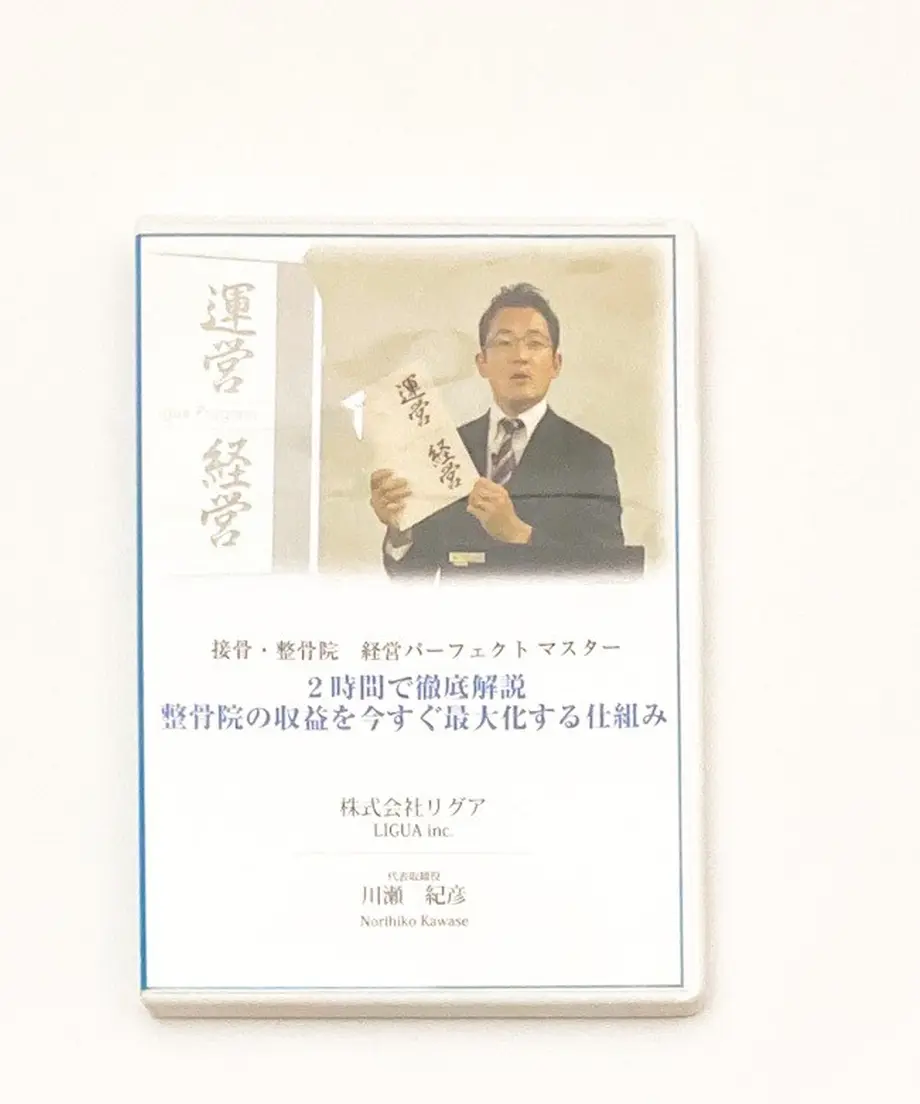 運営
経営
運営
経営
接骨・整骨院　経営パーフェクト マスター
２時間で徹底解説
整骨院の収益を今すぐ最大化する仕組み
株式会社リグア
LIGUA inc.
代表取締役
川瀬　紀彦
Norihiko Kawase